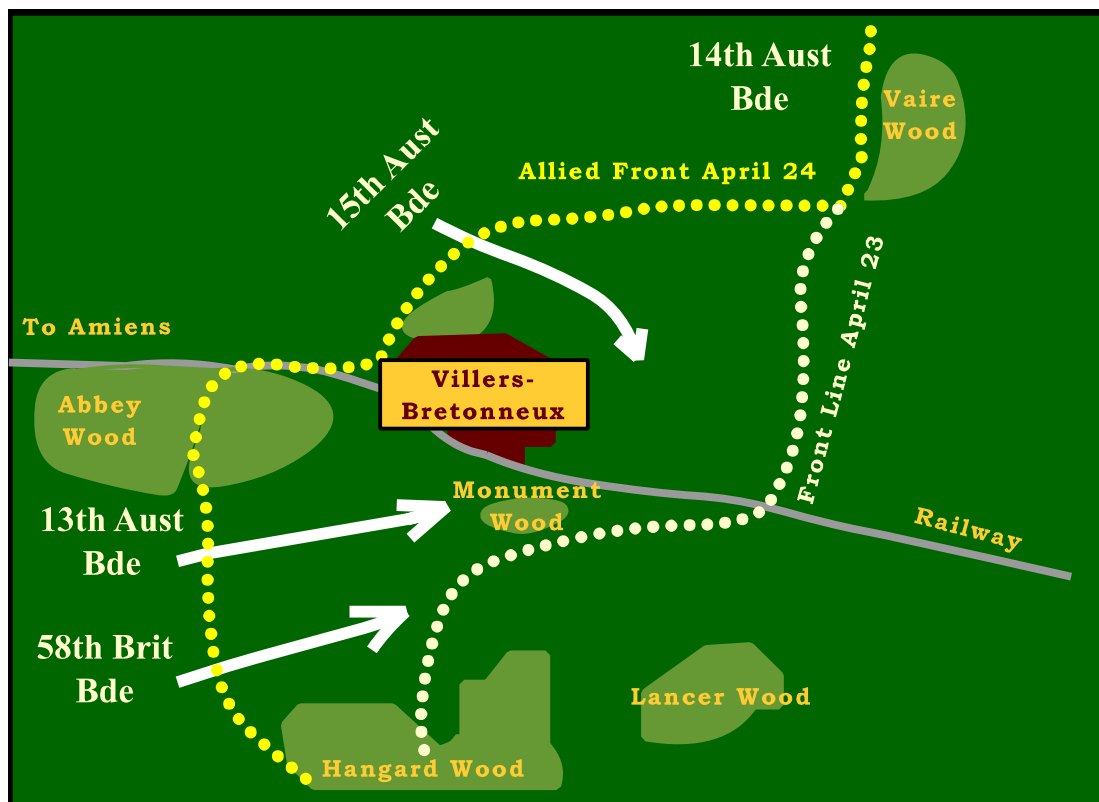 14th Aust
Bde
Vaire
Wood
15th Aust
Bde
Allied Front April 24
Front Line April 23
To Amiens
Villers-
Bretonneux
Abbey
Wood
Monument
Wood
13th Aust
Bde
Railway
58th Brit
Bde
Lancer Wood
Hangard Wood